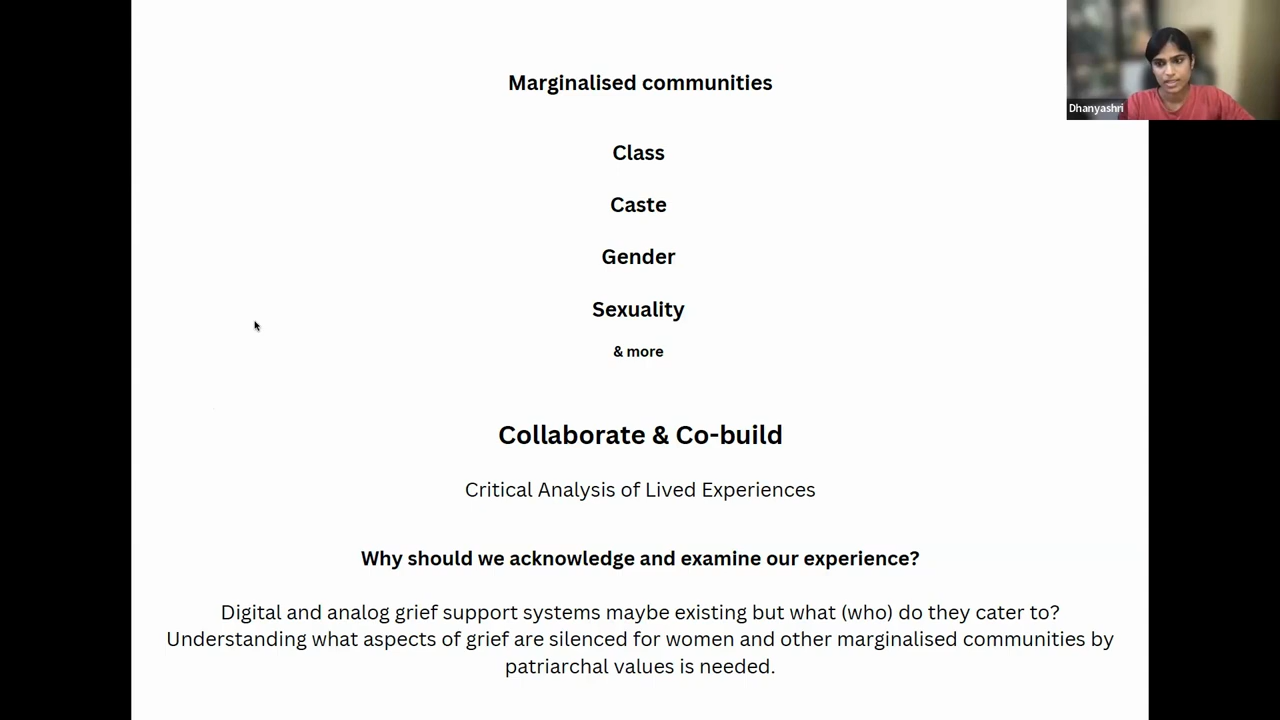 Marginalised communities
Dhanyashri
Class
Caste
Gender
Sexuality
& more
Collaborate & Co-build
Critical Analysis of Lived Experiences
Why should we acknowledge and examine our experience?
Digital and analog grief support systems maybe existing but what (who) do they cater to?
Understanding what aspects of grief are silenced for women and other marginalised communities by
patriarchal values is needed.